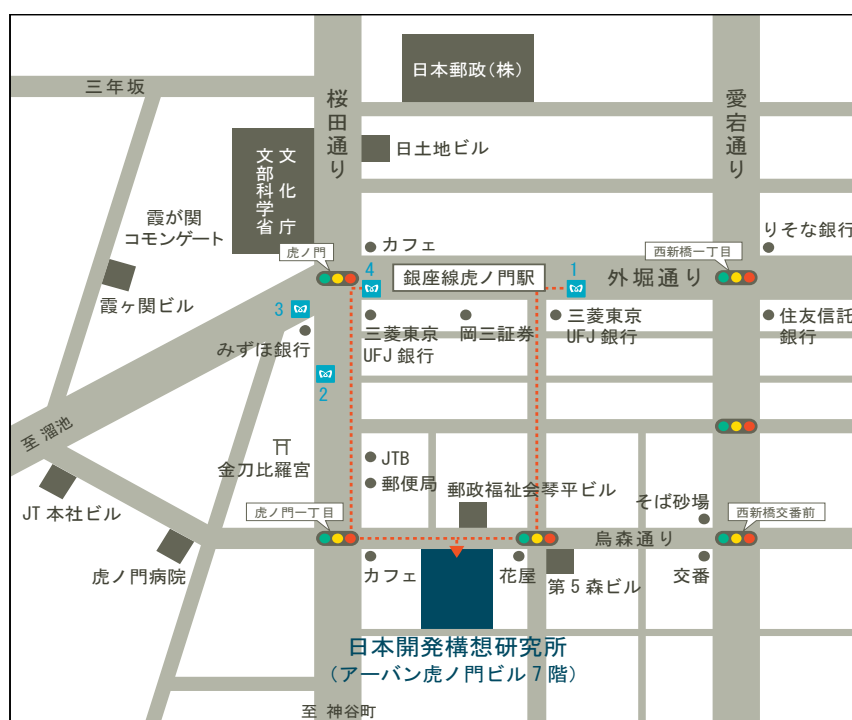 日本郵政(株)
三年坂
桜田通り
愛宕通り
日土地ビル
文化庁
文部科学省
霞が関
コモンゲート
カフェ
りそな銀行
虎ノ門
西新橋一丁目
4
銀座線虎ノ門駅
1
外堀通り
霞ヶ関ビル
3
三菱東京
UFJ銀行
岡三証券
三菱東京
UFJ銀行
住友信託
銀行
みずほ銀行
2
至 溜池
金刀比羅宮
JTB
郵便局
郵政福祉会琴平ビル
そば砂場
JT本社ビル
虎ノ門一丁目
西新橋交番前
烏森通り
虎ノ門病院
カフェ
花屋
第5森ビル
交番
日本開発構想研究所
(アーバン虎ノ門ビル7階)
至 神谷町